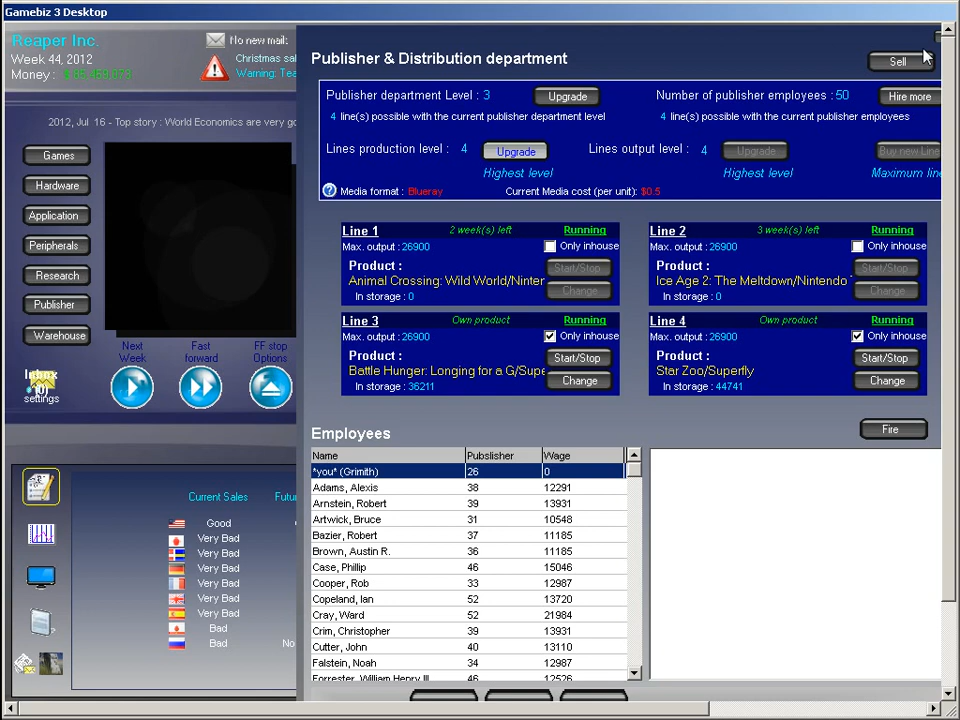 Gamebiz 3 Desktop
Reaper Inc.
Week 44, 2012
Money :
No new mail:
Christmas sal
Warning: Tea
2012, Jul 16 - Top story : World Economics are very go
Games
Hardware
Application
Peripherals
Research
Publisher
Warehouse
Next Week
Fast forward
FF stop Options
Inbox
settings
Current Sales Futur
Good
Very Bad
Very Bad
Very Bad
Very Bad
Very Bad
Very Bad
Bad
Bad No
Publisher & Distribution department
Sell
Publisher department Level : 3 Upgrade
Number of publisher employees : 50 Hire more
4 line(s) possible with the current publisher department level
4 line(s) possible with the current publisher employees
Lines production level : 4 Upgrade
Lines output level : 4 Upgrade Buy new Line
Highest level Highest level Maximum line
Media format : Blueray Current Media cost (per unit): $0.5
Line 1 2 week(s) left Running
Max. output : 26900 Only inhouse
Product : Start/Stop
Animal Crossing: Wild World/Ninten
In storage : 0 Change
Line 2 3 week(s) left Running
Max. output : 26900 Only inhouse
Product : Start/Stop
Ice Age 2: The Meltdown/Nintendo
In storage : 0 Change
Line 3 Own product Running
Max. output : 26900 Only inhouse
Product : Start/Stop
Battle Hunger: Longing for a G/Supe
In storage : 36211 Change
Line 4 Own product Running
Max. output : 26900 Only inhouse
Product : Start/Stop
Star Zoo/Superfly
In storage : 44741 Change
Employees
Fire
Name Pubslisher Wage
*you* (Grimith) 26 0
Adams, Alexis 38 12291
Arnstein, Robert 39 13931
Artwick, Bruce 31 10548
Bazier, Robert 37 11185
Brown, Austin R. 36 11185
Case, Phillip 46 15046
Cooper, Rob 33 12987
Copeland, Ian 52 13720
Cray, Ward 52 21984
Crim, Christopher 39 13931
Cutter, John 40 13110
Falstein, Noah 34 12987
Forrester, William Henry III 46 12526